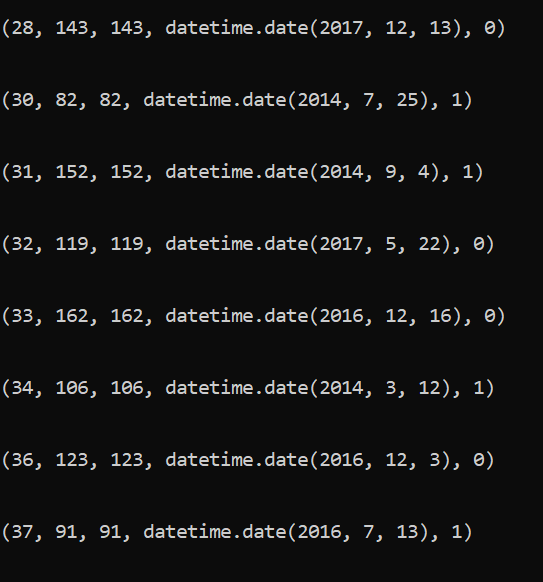 (28, 143, 143, datetime.date(2017, 12, 13), 0)
(30, 82, 82, datetime.date(2014, 7, 25), 1)
(31, 152, 152, datetime.date(2014, 9, 4), 1)
(32, 119, 119, datetime.date(2017, 5, 22), 0)
(33, 162, 162, datetime.date(2016, 12, 16), 0)
(34, 106, 106, datetime.date(2014, 3, 12), 1)
(36, 123, 123, datetime.date(2016, 12, 3), 0)
(37, 91, 91, datetime.date(2016, 7, 13), 1)